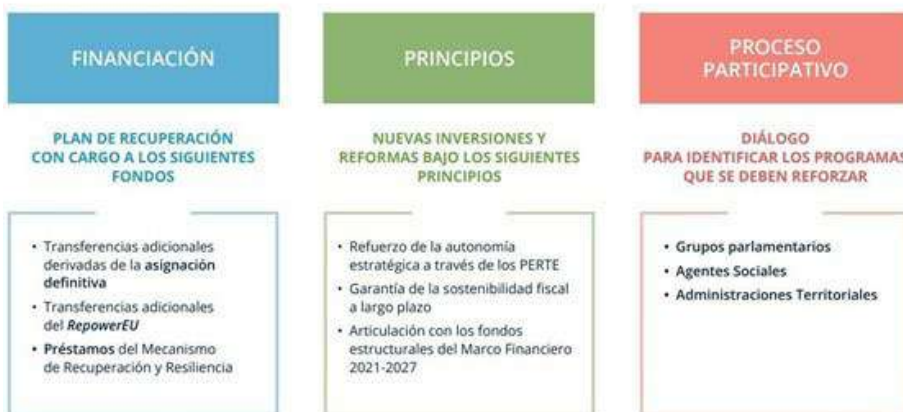 FINANCIACIÓN
PLAN DE RECUPERACIÓN
CON CARGO A LOS SIGUIENTES
FONDOS
• Transferencias adicionales
derivadas de la asignación
definitiva
• Transferencias adicionales
del RepowerEU
• Préstamos del Mecanismo
de Recuperación y Resiliencia
PRINCIPIOS
NUEVAS INVERSIONES Y
REFORMAS BAJO LOS SIGUIENTES
PRINCIPIOS
• Refuerzo de la autonomía
estratégica a través de los PERTE
• Garantía de la sostenibilidad fiscal
a largo plazo
• Articulación con los fondos
estructurales del Marco Financiero
2021-2027
PROCESO
PARTICIPATIVO
DIÁLOGO
PARA IDENTIFICAR LOS PROGRAMAS
QUE SE DEBEN REFORZAR
• Grupos parlamentarios
• Agentes Sociales
• Administraciones Territoriales